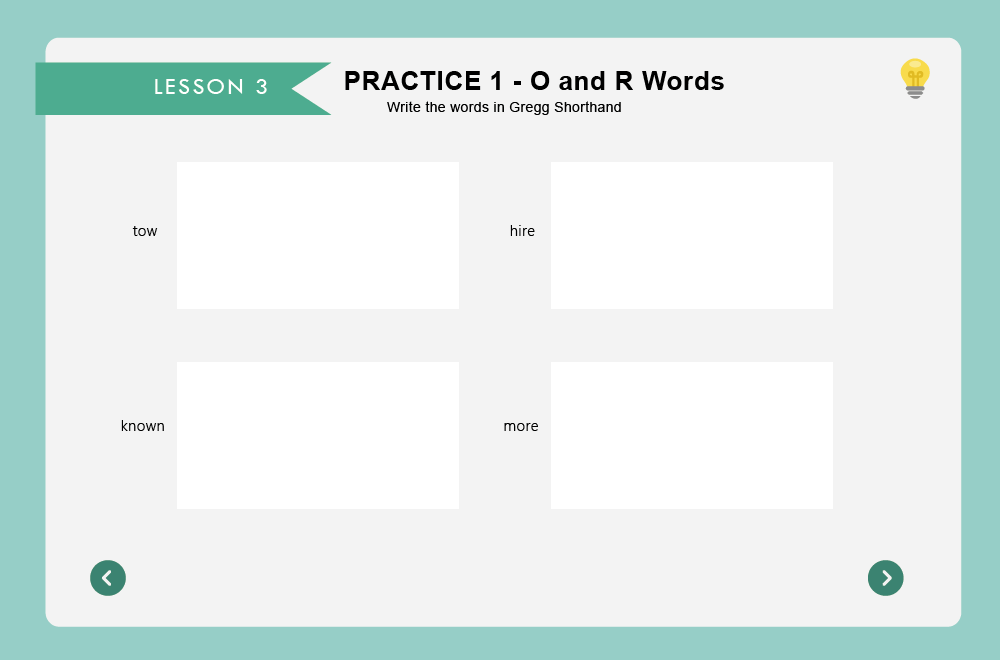 LESSON 3
PRACTICE 1 - O and R Words
Write the words in Gregg Shorthand
tow
hire
known
more